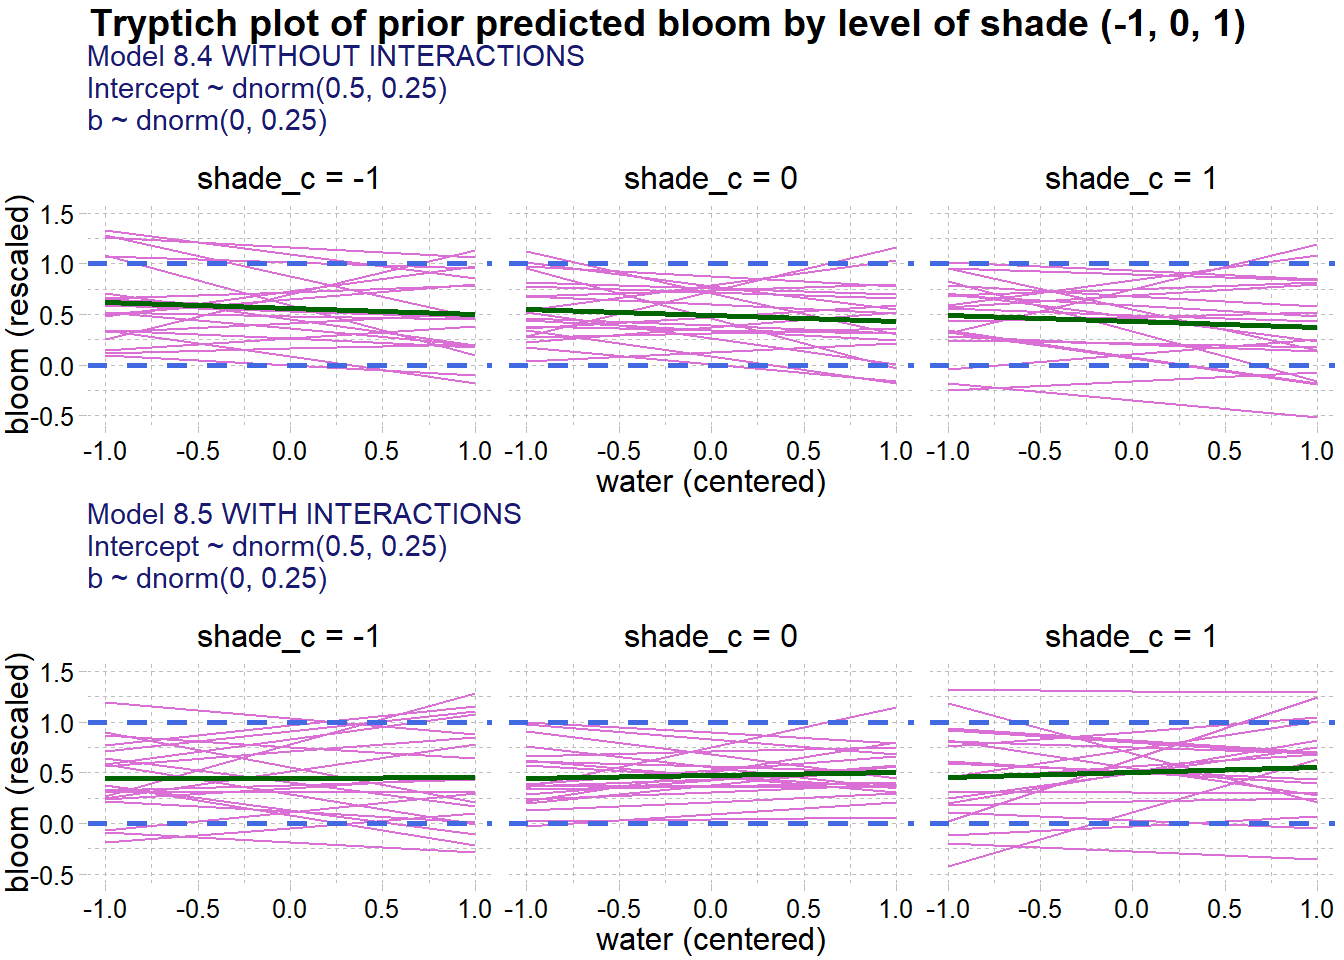 Tryptich plot of prior predicted bloom by level of shade (-1, 0, 1)
Model 8.4 WITHOUT INTERACTIONS
Intercept ~ dnorm(0.5, 0.25)
b ~ dnorm(0, 0.25)
shade_c = -1 shade_c = 0 shade_c = 1
bloom (rescaled)
1.5
1.0
0.5
0.0
-0.5
-1.0 -0.5 0.0 0.5 1.0 -1.0 -0.5 0.0 0.5 1.0 -1.0 -0.5 0.0 0.5 1.0
water (centered)
Model 8.5 WITH INTERACTIONS
Intercept ~ dnorm(0.5, 0.25)
b ~ dnorm(0, 0.25)
shade_c = -1 shade_c = 0 shade_c = 1
bloom (rescaled)
1.5
1.0
0.5
0.0
-0.5
-1.0 -0.5 0.0 0.5 1.0 -1.0 -0.5 0.0 0.5 1.0 -1.0 -0.5 0.0 0.5 1.0
water (centered)